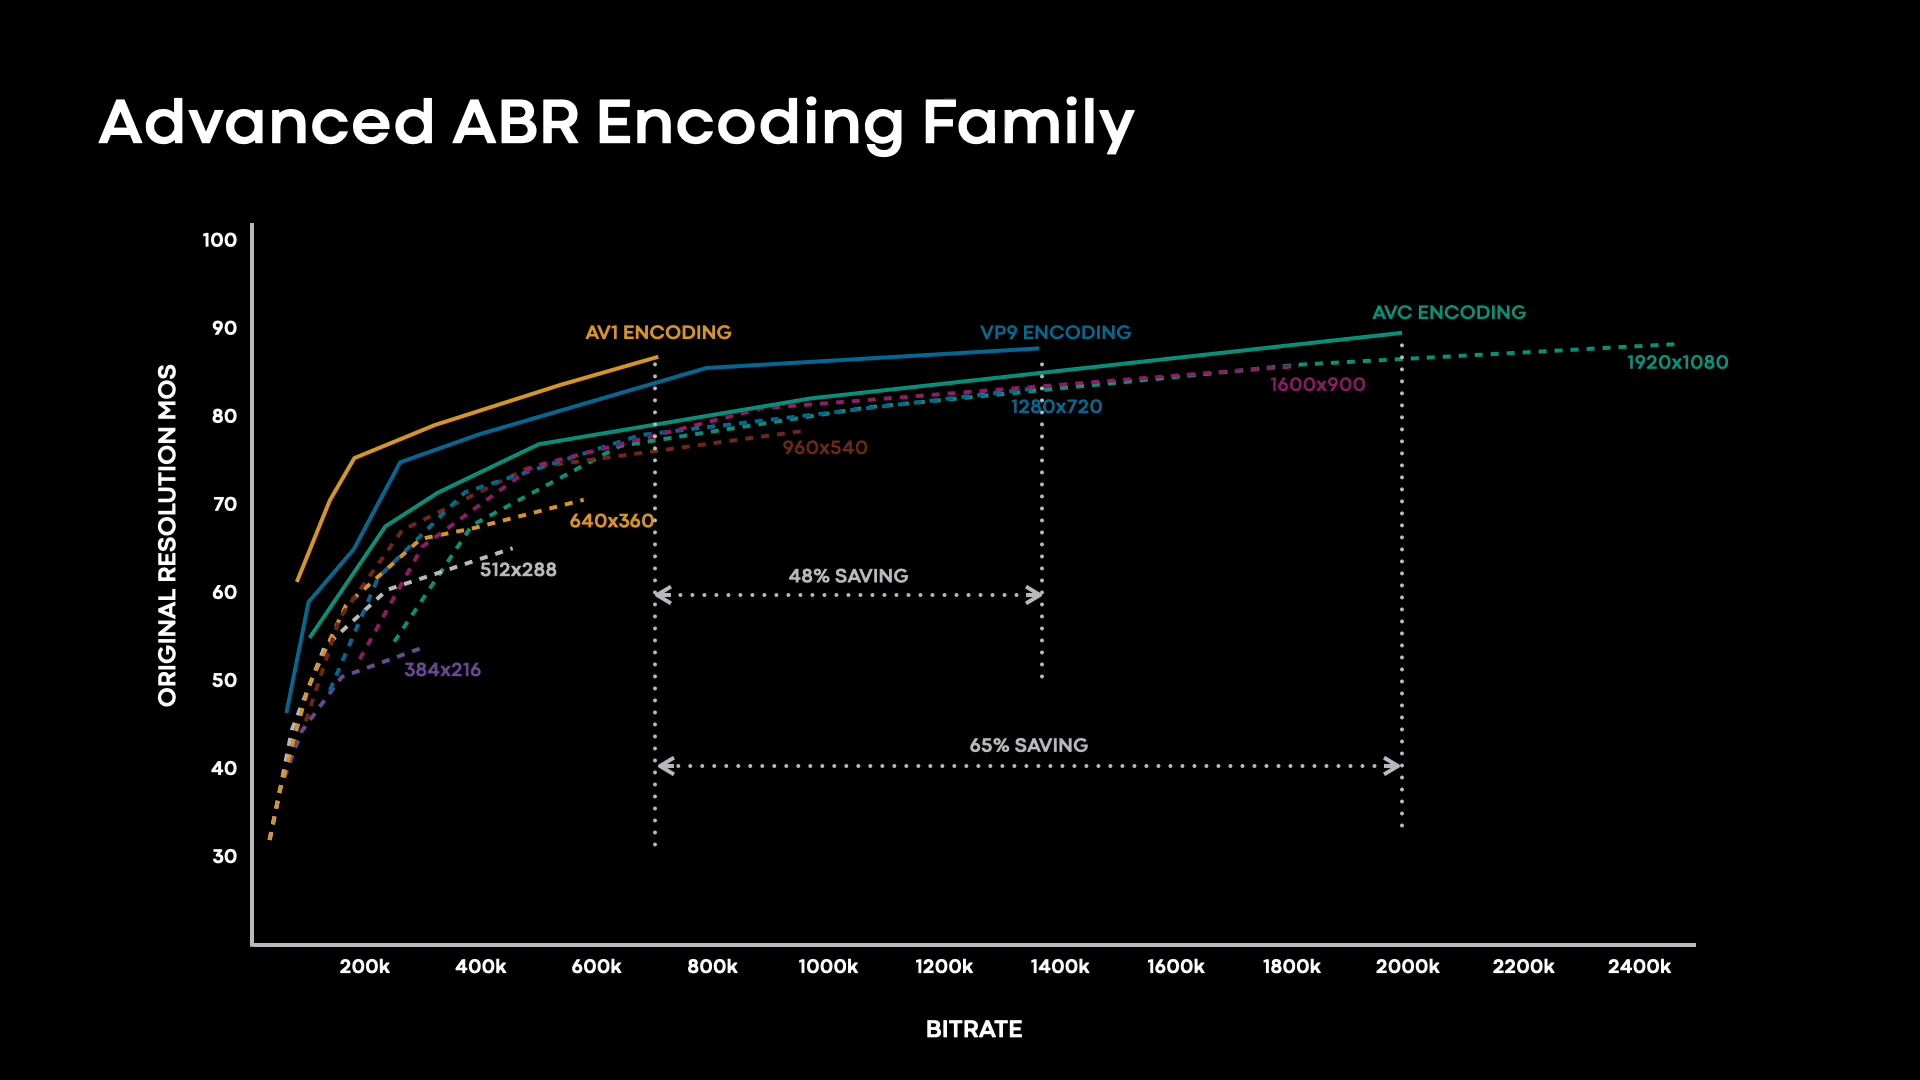 Advanced ABR Encoding Family
100
90
80
70
60
50
40
30
ORIGINAL RESOLUTION MOS
AV1 ENCODING
VP9 ENCODING
AVC ENCODING
1920x1080
1600x900
1280x720
960x540
640x360
512x288
384x216
48% SAVING
65% SAVING
200k 400k 600k 800k 1000k 1200k 1400k 1600k 1800k 2000k 2200k 2400k
BITRATE